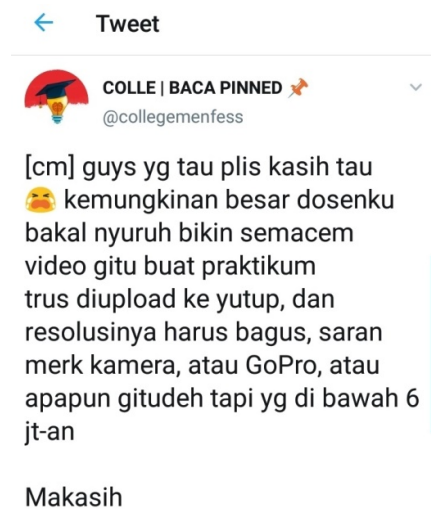 Tweet
COLLE | BACA PINNED 📌
@collegemenfess
[cm] guys yg tau plis kasih tau
😭 kemungkinan besar dosenku
bakal nyuruh bikin semacem
video gitu buat praktikum
trus diupload ke yutup, dan
resolusinya harus bagus, saran
merk kamera, atau GoPro, atau
apapun gitudeh tapi yg di bawah 6
jt-an
Makasih